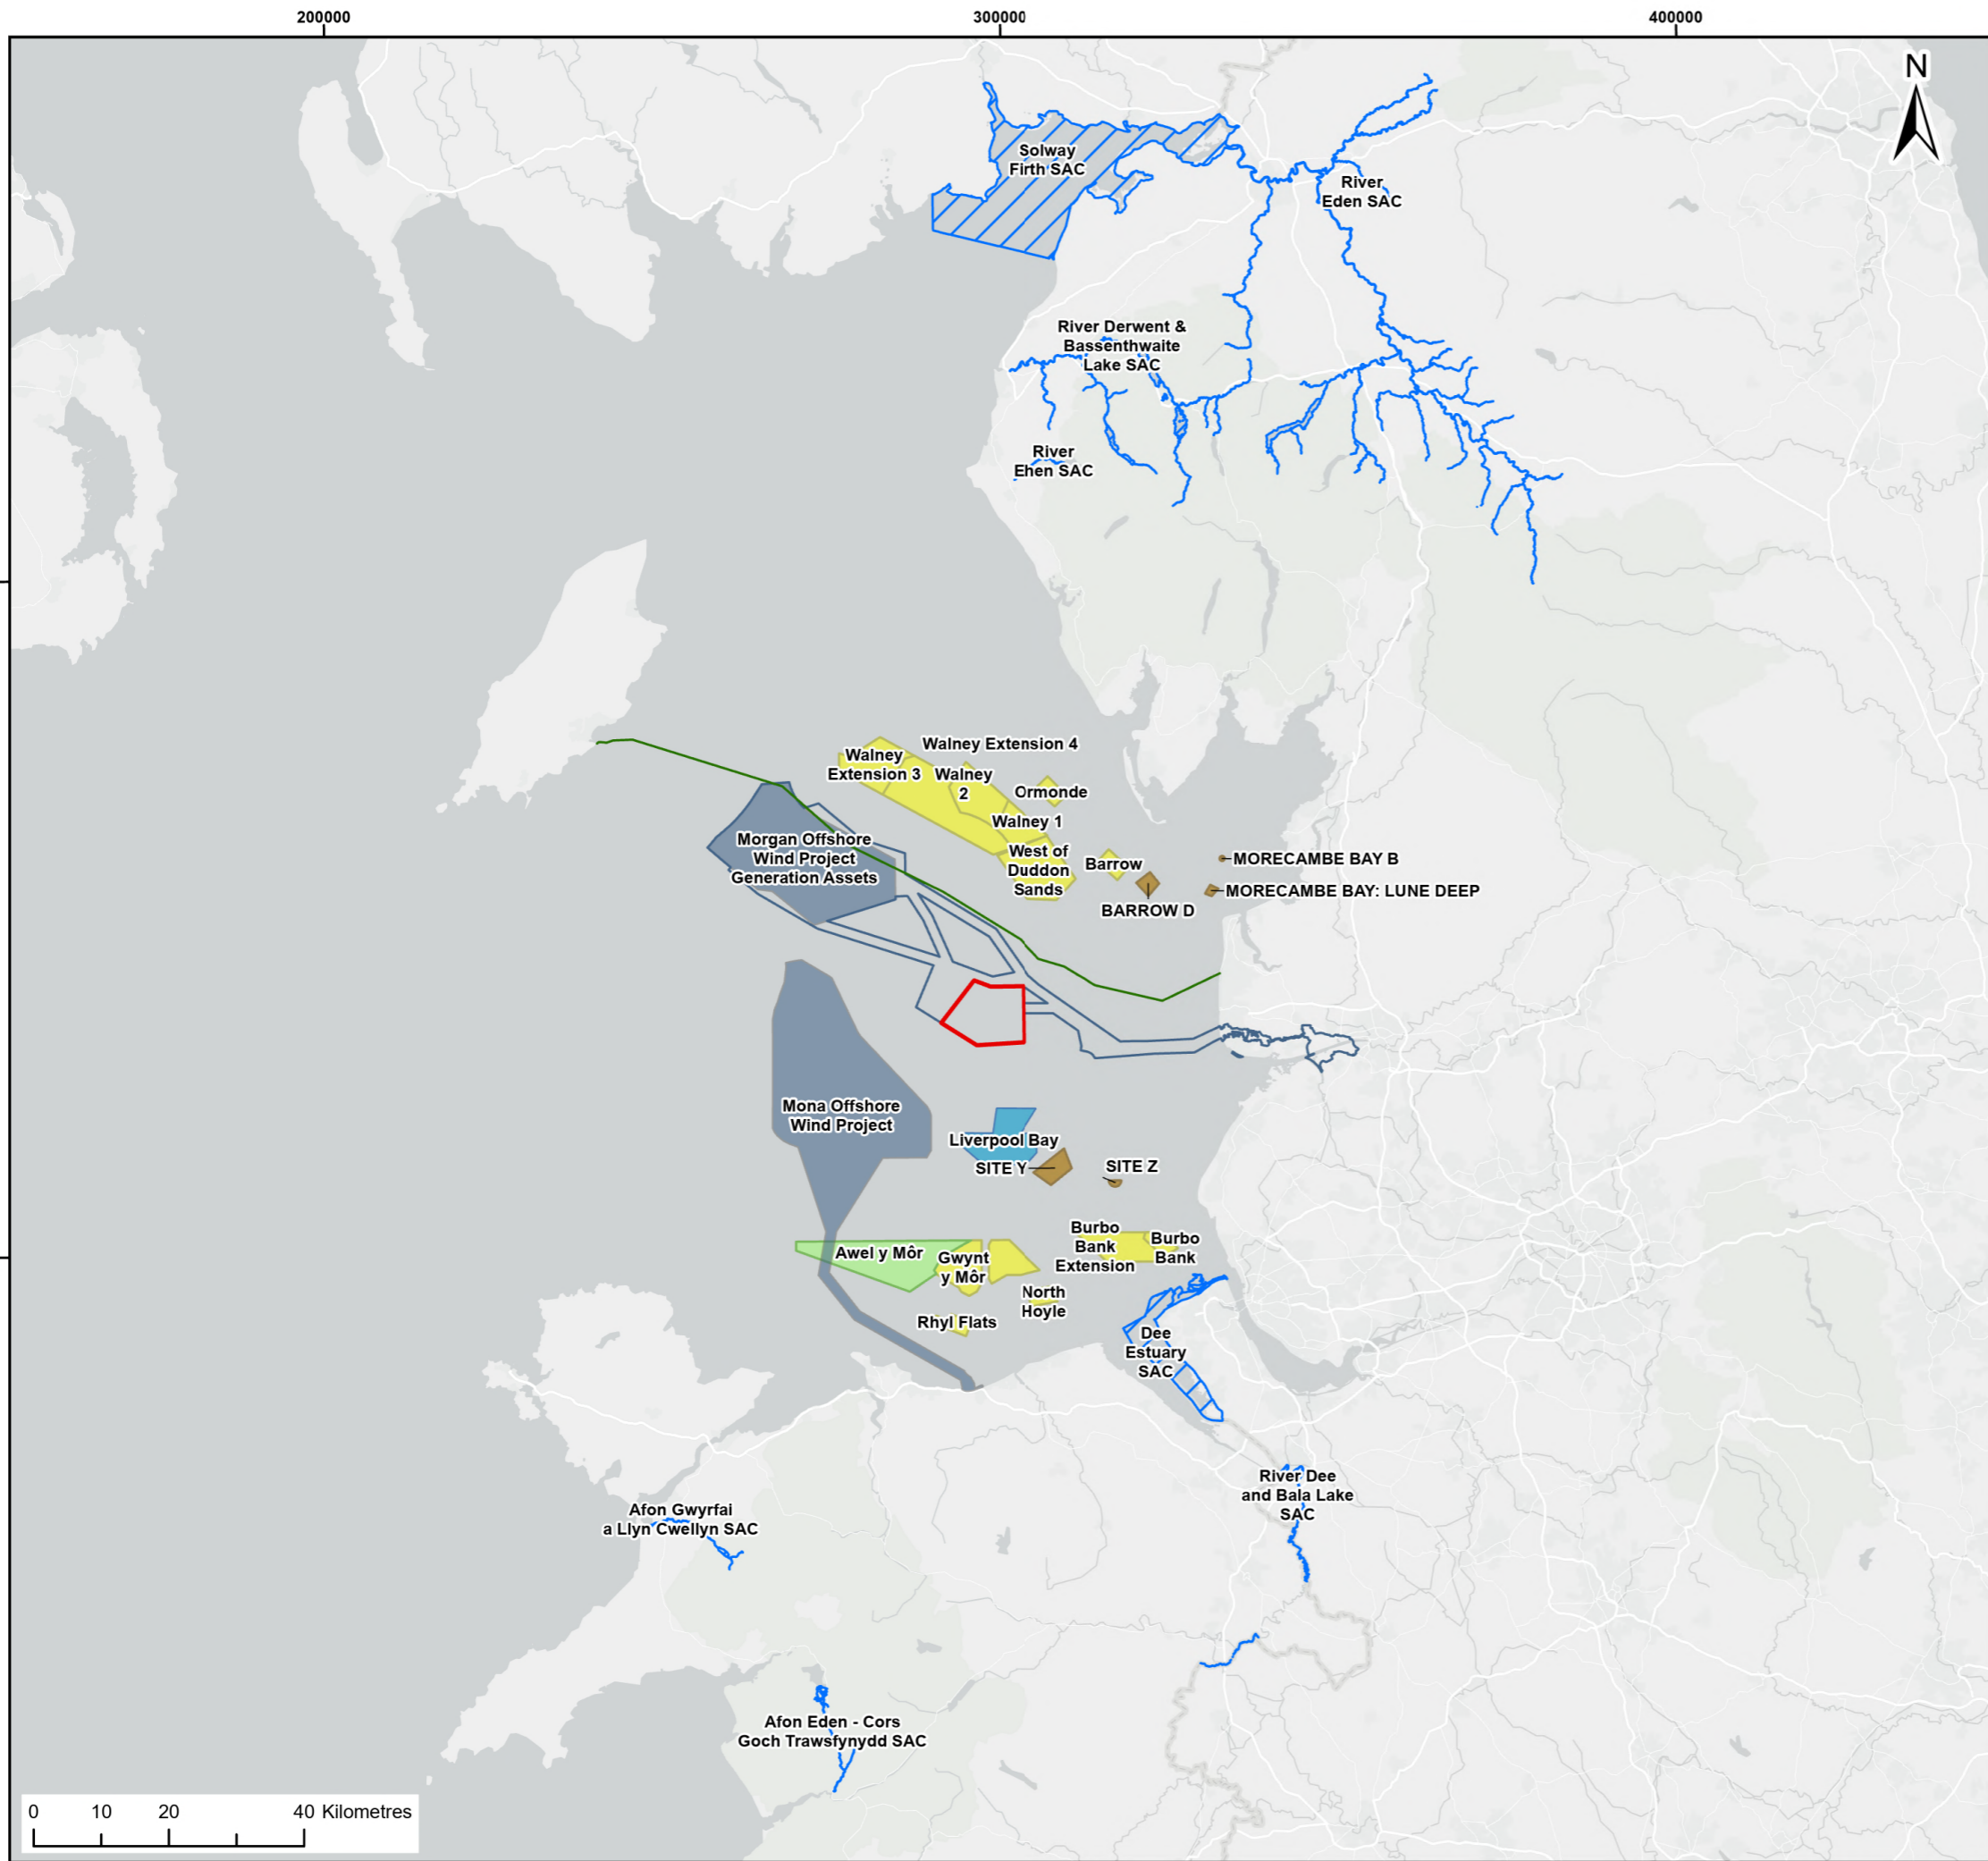 200000
300000
400000
N
Solway
Firth SAC
River
Eden SAC
River Derwent &
Bassenthwaite
Lake SAC
River
Ehen SAC
Walney Extension 4
Walney
Extension 3
Walney
2
Ormonde
Walney 1
Morgan Offshore
Wind Project
Generation Assets
West of
Duddon
Sands
Barrow
MORECAMBE BAY B
MORECAMBE BAY: LUNE DEEP
BARROW D
Mona Offshore
Wind Project
Liverpool Bay
SITE Y
SITE Z
Awel y Môr
Gwynt
y Môr
Burbo
Bank
Extension
Burbo
Bank
North
Hoyle
Rhyl Flats
Dee
Estuary
SAC
River Dee
and Bala Lake
SAC
Afon Gwyrfai
a Llyn Cwellyn SAC
Afon Eden - Cors
Goch Trawsfynydd SAC
0 10 20 40 Kilometres